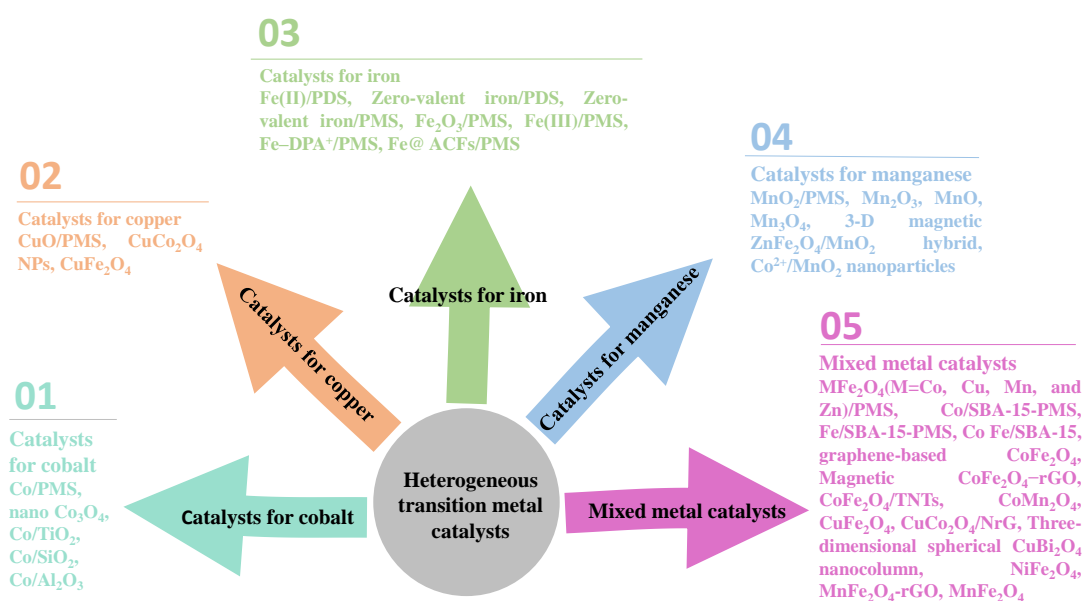 01
Catalysts
for cobalt
Co/PMS,
nano Co₃O₄,
Co/TiO₂,
Co/SiO₂,
Co/Al₂O₃
02
Catalysts for copper
CuO/PMS, CuCo₂O₄
NPs, CuFe₂O₄
03
Catalysts for iron
Fe(II)/PDS, Zero-valent iron/PDS, Zero-
valent iron/PMS, Fe₂O₃/PMS, Fe(III)/PMS,
Fe–DPA⁺/PMS, Fe@ ACFs/PMS
04
Catalysts for manganese
MnO₂/PMS, Mn₂O₃, MnO,
Mn₃O₄, 3-D magnetic
ZnFe₂O₄/MnO₂ hybrid,
Co²⁺/MnO₂ nanoparticles
05
Mixed metal catalysts
MFe₂O₄(M=Co, Cu, Mn, and
Zn)/PMS, Co/SBA-15-PMS,
Fe/SBA-15-PMS, Co Fe/SBA-15,
graphene-based CoFe₂O₄,
Magnetic CoFe₂O₄–rGO,
CoFe₂O₄/TNTs, CoMn₂O₄,
CuFe₂O₄, CuCo₂O₄/NrG, Three-
dimensional spherical CuBi₂O₄
nanocolumn, NiFe₂O₄,
MnFe₂O₄-rGO, MnFe₂O₄
Catalysts for cobalt
Catalysts for copper
Catalysts for iron
Catalysts for manganese
Mixed metal catalysts
Heterogeneous
transition metal
catalysts